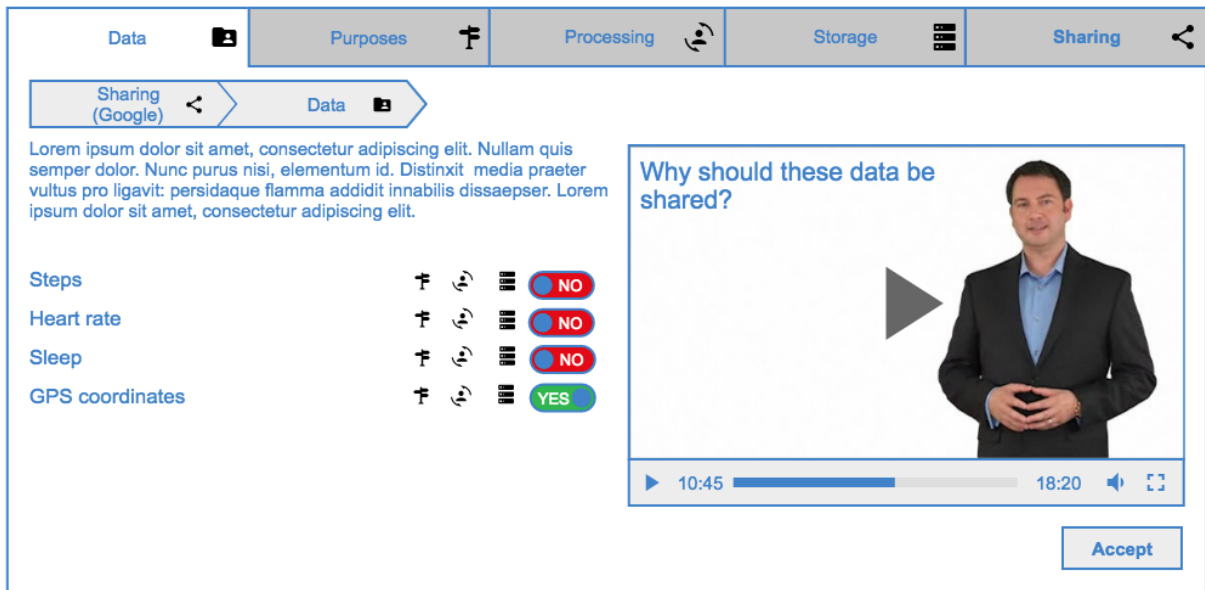 Data
Purposes
Processing
Storage
Sharing
Sharing
(Google)
Data
Lorem ipsum dolor sit amet, consectetur adipiscing elit. Nullam quis
semper dolor. Nunc purus nisi, elementum id. Distinxit  media praeter
vultus pro ligavit: persidaque flamma addidit innabilis dissaepser. Lorem
ipsum dolor sit amet, consectetur adipiscing elit.
Steps
NO
Heart rate
NO
Sleep
NO
GPS coordinates
YES
Why should these data be
shared?
10:45
18:20
Accept